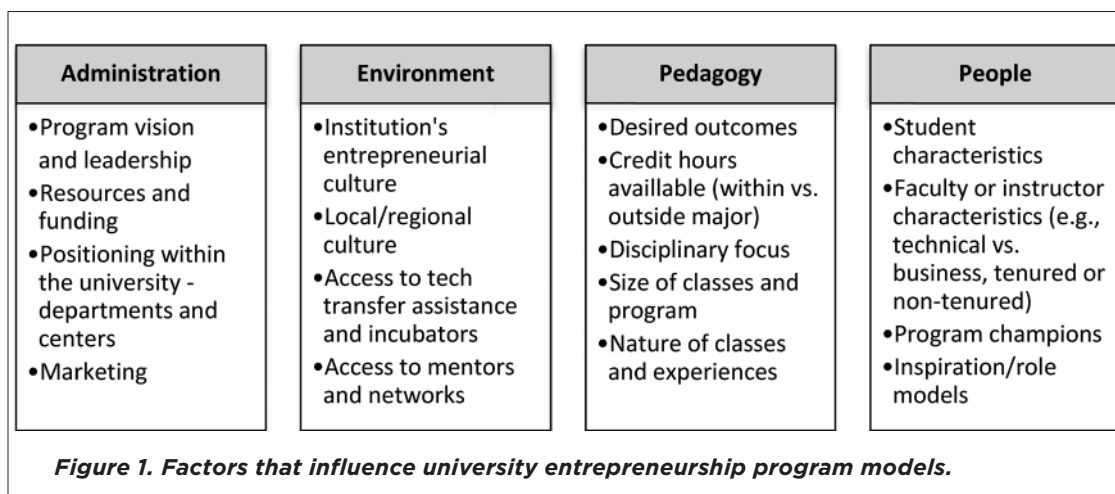 Administration
•Program vision
and leadership
•Resources and
funding
•Positioning within
the university -
departments and
centers
•Marketing
Environment
•Institution's
entrepreneurial
culture
•Local/regional
culture
•Access to tech
transfer assistance
and incubators
•Access to mentors
and networks
Pedagogy
•Desired outcomes
•Credit hours
availlable (within vs.
outside major)
•Disciplinary focus
•Size of classes and
program
•Nature of classes
and experiences
People
•Student
characteristics
•Faculty or instructor
characteristics (e.g.,
technical vs.
business, tenured or
non-tenured)
•Program champions
•Inspiration/role
models
Figure 1. Factors that influence university entrepreneurship program models.